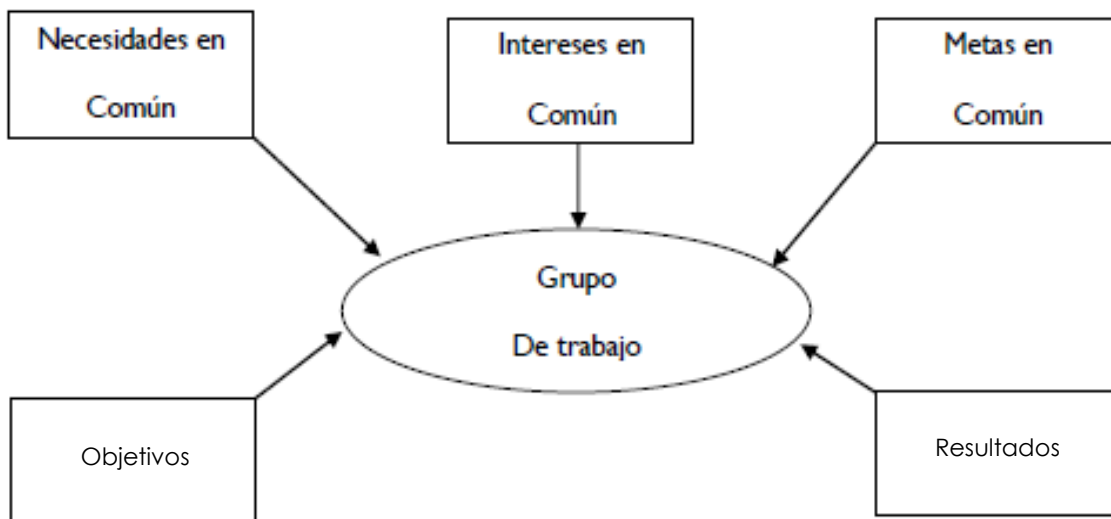 Necesidades en
Común
Intereses en
Común
Metas en
Común
Grupo
De trabajo
Objetivos
Resultados